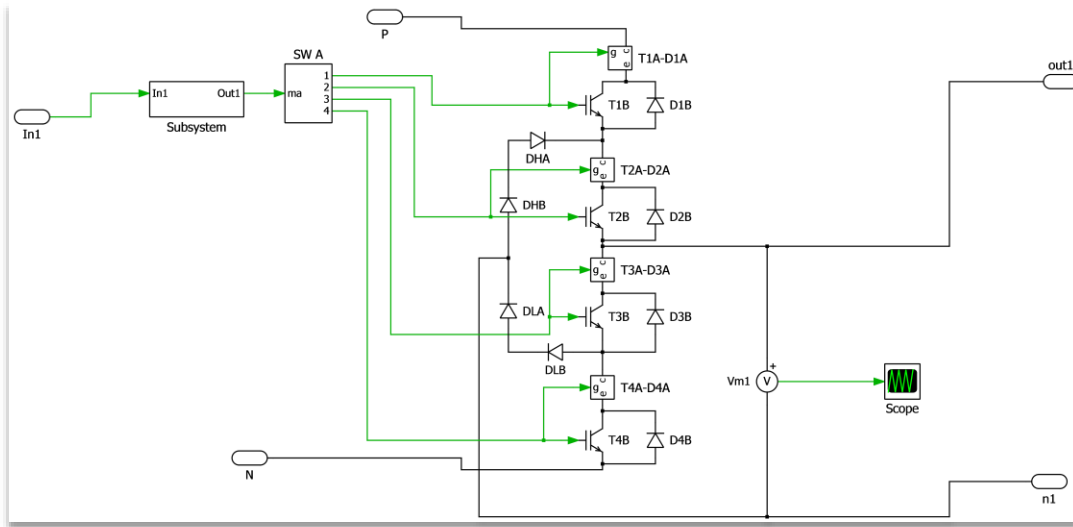 P
g c
e
T1A-D1A
SW A
1
2
3
4
ma
In1
Out1
Subsystem
In1
out1
T1B
D1B
DHA
c
g e
T2A-D2A
DHB
T2B
D2B
c
g e
T3A-D3A
DLA
T3B
D3B
DLB
c
g e
T4A-D4A
Vm1
V
+
Scope
T4B
D4B
N
n1